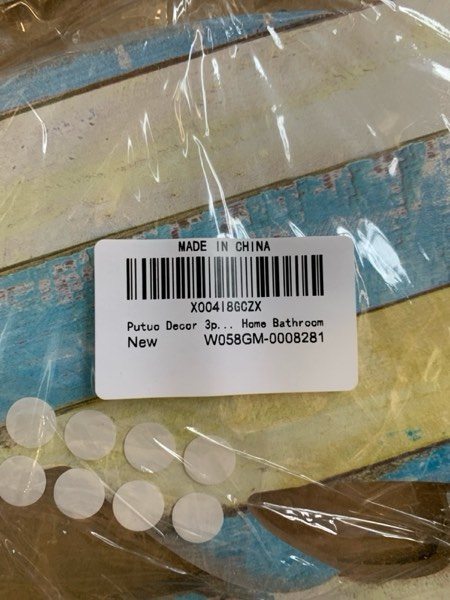 MADE IN CHINA
X004I8GCZX
Putuo Decor 3p... Home Bathroom
New W058GM-0008281